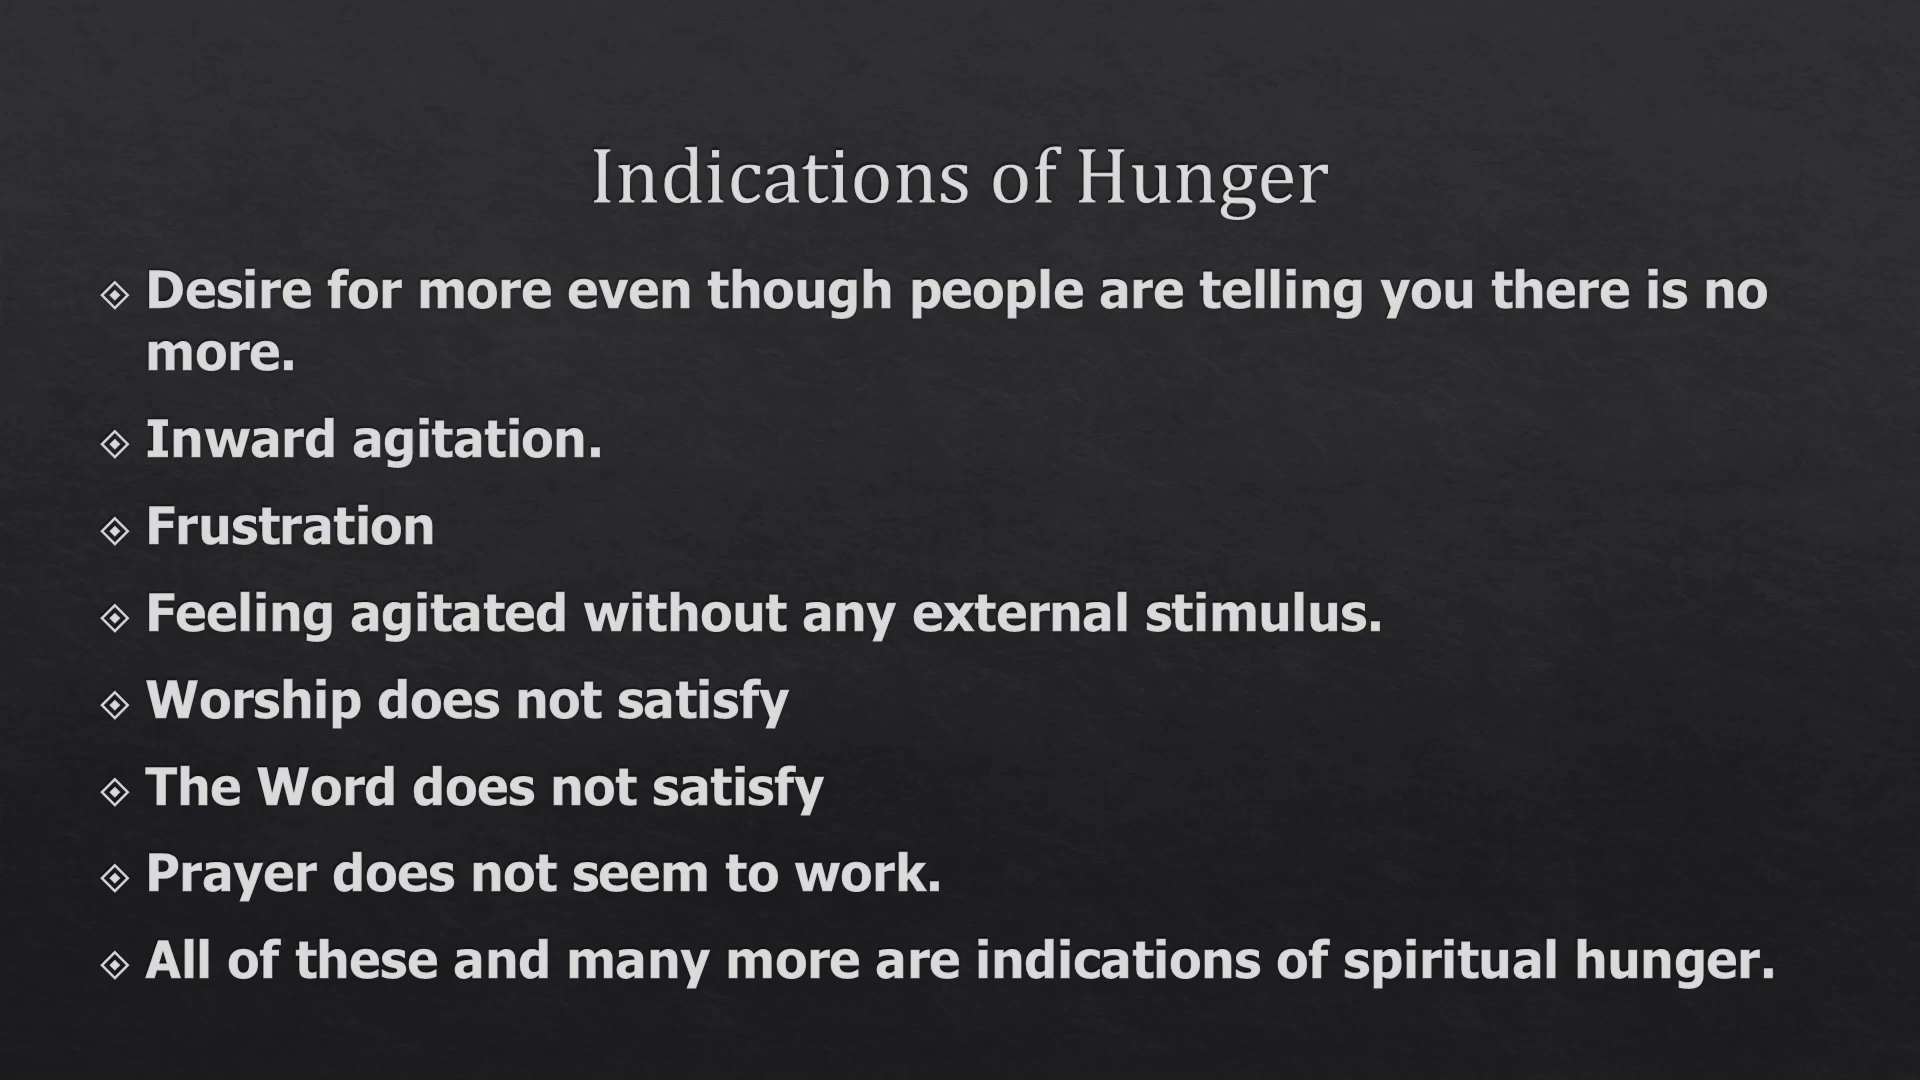 Indications of Hunger
Desire for more even though people are telling you there is no
more.
Inward agitation.
Frustration
Feeling agitated without any external stimulus.
Worship does not satisfy
The Word does not satisfy
Prayer does not seem to work.
All of these and many more are indications of spiritual hunger.